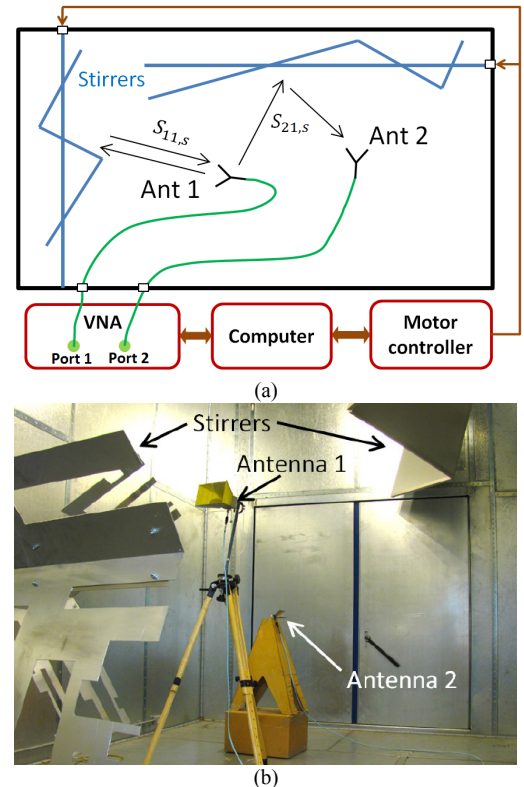 Stirrers
S11,s
S21,s
Ant 1
Ant 2
VNA
Port 1
Port 2
Computer
Motor
controller
(a)
Stirrers
Antenna 1
Antenna 2
(b)